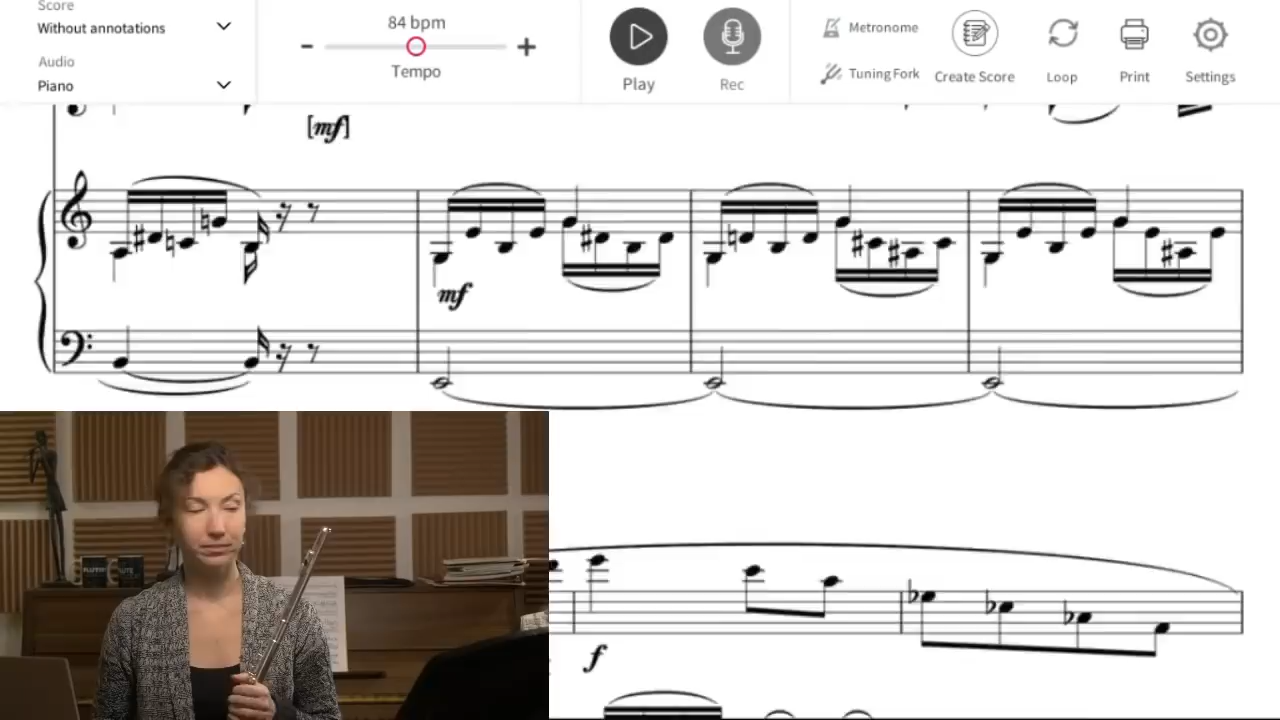 Score
Without annotations
Audio
Piano
84 bpm
- +
Tempo
Play
Rec
Metronome
Tuning Fork
Create Score
Loop
Print
Settings
[mf]
mf
f